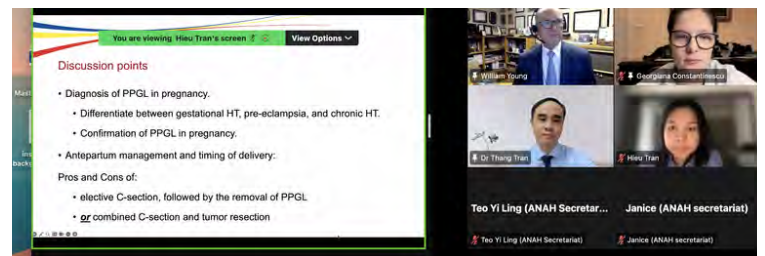 You are viewing Hieu Tran's screen
View Options
Discussion points
• Diagnosis of PPGL in pregnancy.
• Differentiate between gestational HT, pre-eclampsia, and chronic HT.
• Confirmation of PPGL in pregnancy.
• Antepartum management and timing of delivery:
Pros and Cons of:
• elective C-section, followed by the removal of PPGL
• or combined C-section and tumor resection
Mast
back
William Young
Georgiana Constantinescu
Dr Thang Tran
Hieu Tran
Teo Yi Ling (ANAH Secretar...
Janice (ANAH secretariat)
Teo Yi Ling (ANAH Secretariat)
Janice (ANAH secretariat)